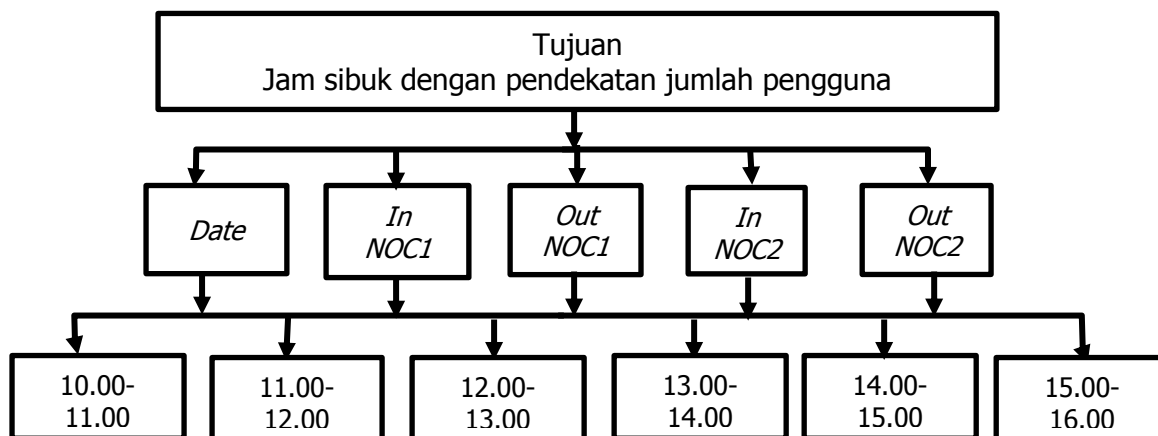 Tujuan
Jam sibuk dengan pendekatan jumlah pengguna
Date
In
NOC1
Out
NOC1
In
NOC2
Out
NOC2
10.00-
11.00
11.00-
12.00
12.00-
13.00
13.00-
14.00
14.00-
15.00
15.00-
16.00